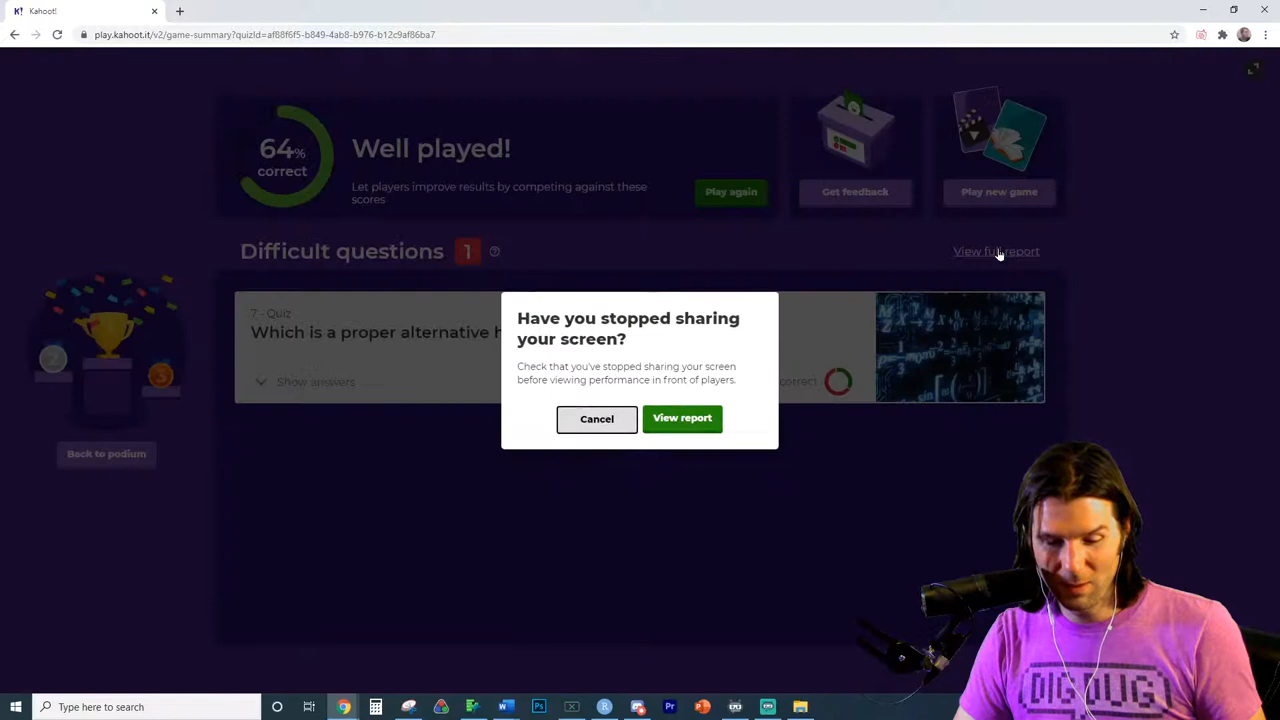 Kahoot!
play.kahoot.it/v2/game-summary?quizId=af88f6f5-b849-4ab8-b976-b12c9af86ba7
64%
correct
Well played!
Let players improve results by competing against these
scores
Play again
Get feedback
Play new game
Difficult questions 1
View full report
7 - Quiz
Which is a proper alternative h
Show answers
correct
2
3
Back to podium
Have you stopped sharing
your screen?
Check that you've stopped sharing your screen
before viewing performance in front of players.
Cancel
View report
DIG DUG
Type here to search